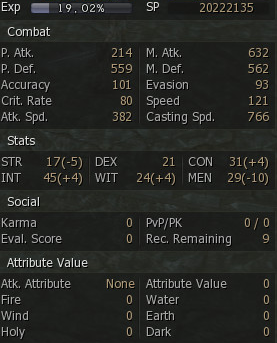 Exp 19,02% SP 20222135
Combat
P. Atk. 214 M. Atk. 632
P. Def. 559 M. Def. 562
Accuracy 101 Evasion 93
Crit. Rate 80 Speed 121
Atk. Spd. 382 Casting Spd. 766
Stats
STR 17(-5) DEX 21 CON 31(+4)
INT 45(+4) WIT 24(+4) MEN 29(-10)
Social
Karma 0 PvP/PK 0 / 0
Eval. Score 0 Rec. Remaining 9
Attribute Value
Atk. Attribute None Attribute Value 0
Fire 0 Water 0
Wind 0 Earth 0
Holy 0 Dark 0